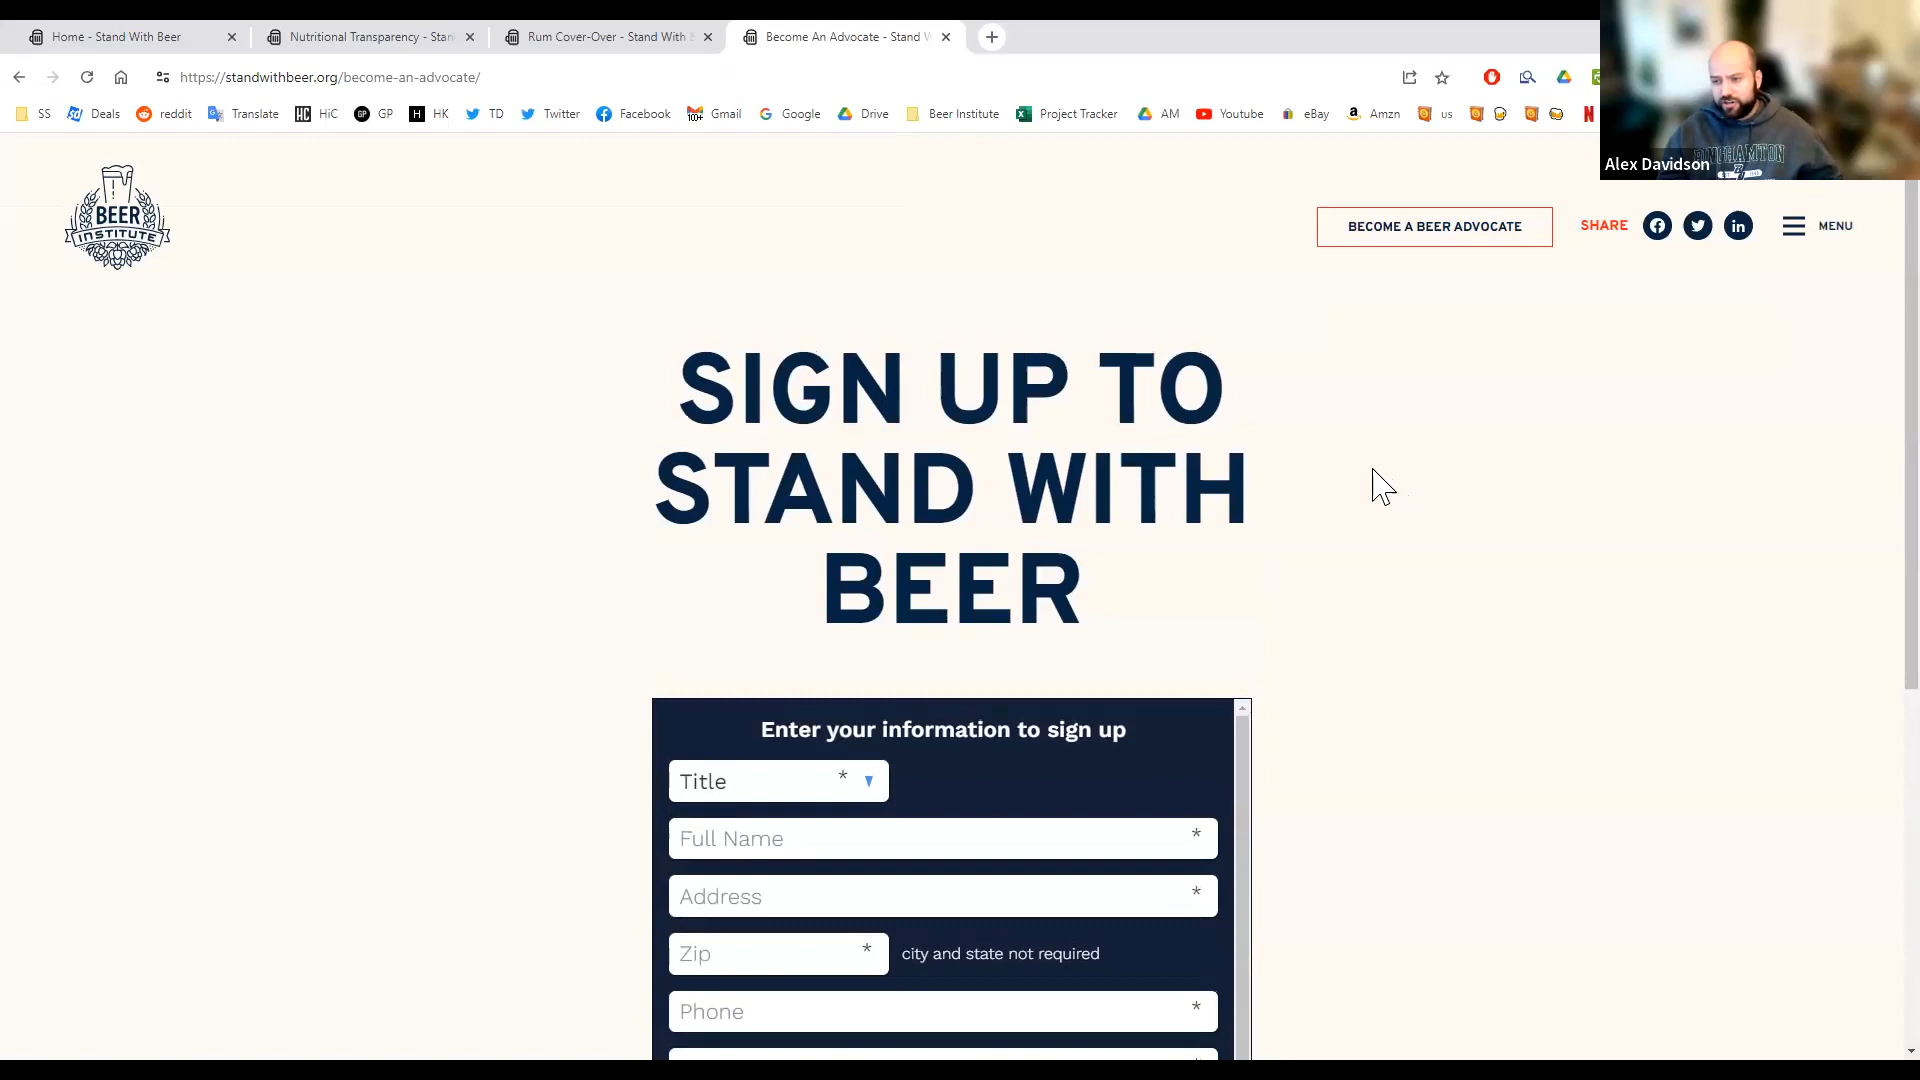 Home - Stand With Beer
Nutritional Transparency - Stan
Rum Cover-Over - Stand With
Become An Advocate - Stand W
https://standwithbeer.org/become-an-advocate/
SS Deals reddit Translate HiC GP HK TD Twitter Facebook Gmail Google Drive Beer Institute Project Tracker AM Youtube eBay Amzn us
Alex Davidson
BINGHAMTON
BEER
INSTITUTE
BECOME A BEER ADVOCATE
SHARE
MENU
SIGN UP TO
STAND WITH
BEER
Enter your information to sign up
Title *
Full Name *
Address *
Zip * city and state not required
Phone *